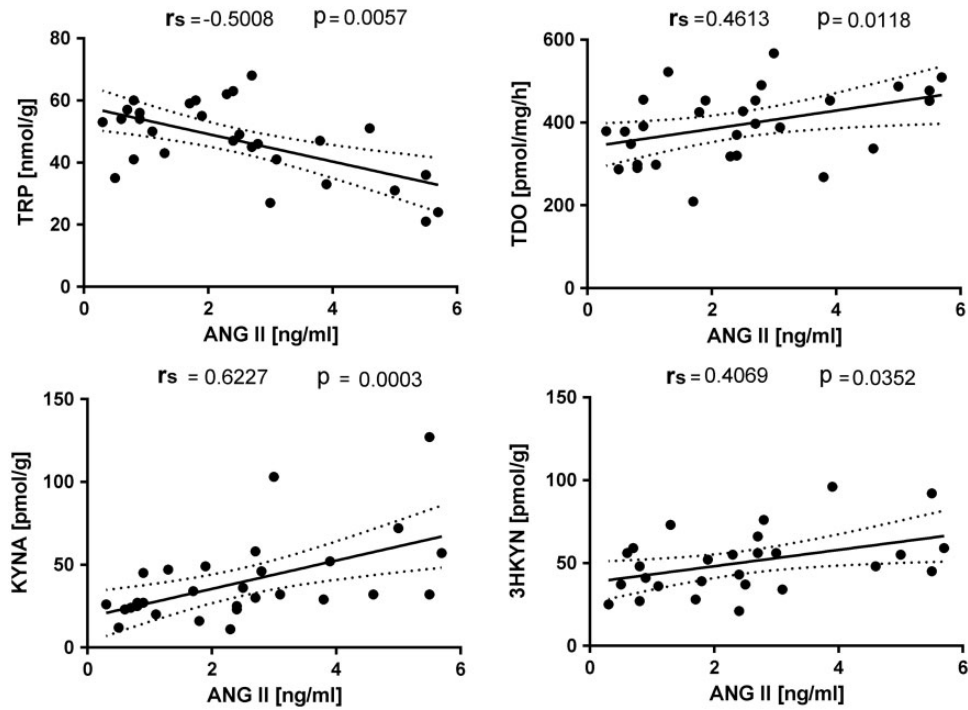 rs=-0.5008 p=0.0057
80
60
40
20
0
TRP [nmol/g]
0 2 4 6
ANG II [ng/ml]
rs=0.4613 p=0.0118
600
400
200
0
TDO [pmol/mg/h]
0 2 4 6
ANG II [ng/ml]
rs = 0.6227 p = 0.0003
150
100
50
0
KYNA [pmol/g]
0 2 4 6
ANG II [ng/ml]
rs=0.4069 p=0.0352
150
100
50
0
3HKYN [pmol/g]
0 2 4 6
ANG II [ng/ml]